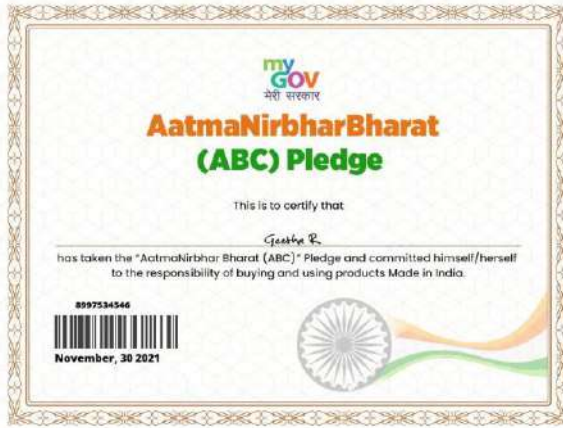 my
GOV
मेरी सरकार
AatmaNirbharBharat
(ABC) Pledge
This is to certify that
Geetha R
has taken the "AatmaNirbhar Bharat (ABC)" Pledge and committed himself/herself
to the responsibility of buying and using products Made in India.
8997534546
November, 30 2021